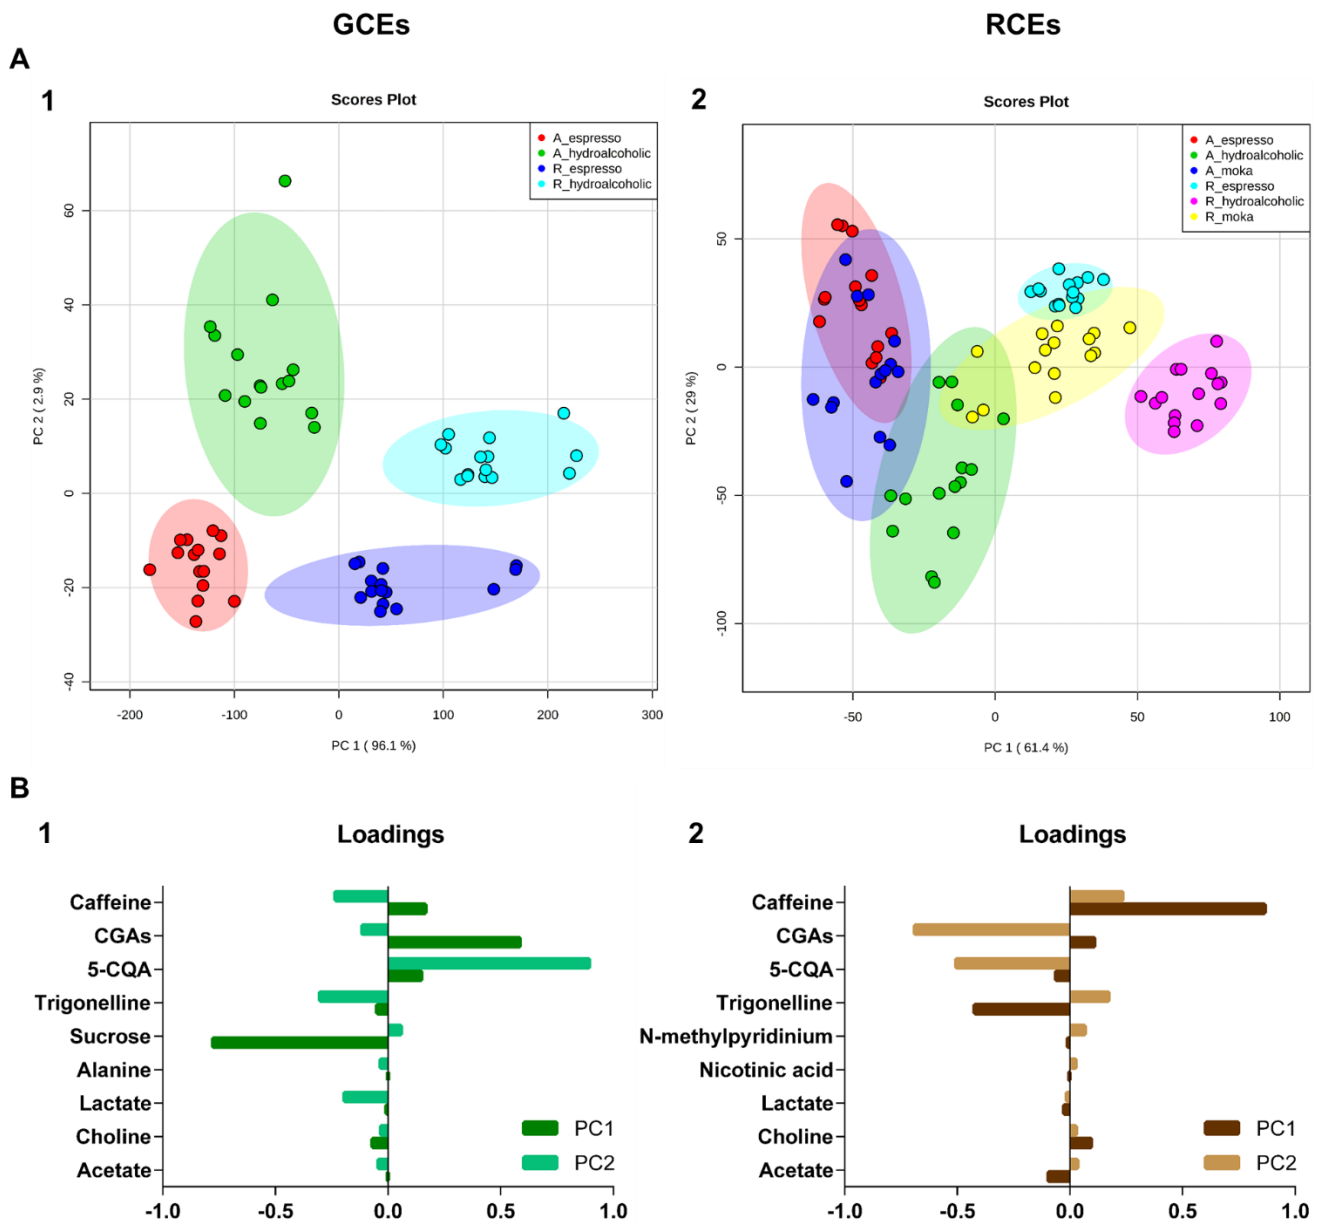 GCEs
RCEs
A
1
Scores Plot
A_espresso
A_hydroalcoholic
R_espresso
R_hydroalcoholic
60
40
20
0
20
-40
PC 2 ( 2.9 %)
-200
-100
0
100
200
300
PC 1 ( 96.1 %)
2
Scores Plot
A_espresso
A_hydroalcoholic
A_moka
R_espresso
R_hydroalcoholic
R_moka
50
0
-50
-100
PC 2 ( 29 %)
-50
0
50
100
PC 1 ( 61.4 %)
B
1
Loadings
Caffeine
CGAs
5-CQA
Trigonelline
Sucrose
Alanine
Lactate
Choline
Acetate
PC1
PC2
-1.0
-0.5
0.0
0.5
1.0
2
Loadings
Caffeine
CGAs
5-CQA
Trigonelline
N-methylpyridinium
Nicotinic acid
Lactate
Choline
Acetate
PC1
PC2
-1.0
-0.5
0.0
0.5
1.0